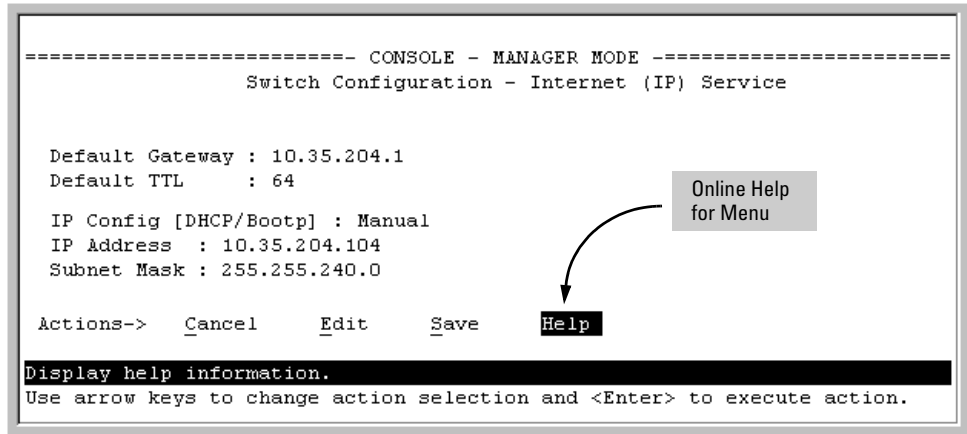 ===========================- CONSOLE - MANAGER MODE -============================
Switch Configuration - Internet (IP) Service
Default Gateway : 10.35.204.1
Default TTL     : 64
Online Help
for Menu
IP Config [DHCP/Bootp] : Manual
IP Address  : 10.35.204.104
Subnet Mask : 255.255.240.0
Actions->   Cancel     Edit     Save     Help
Display help information.
Use arrow keys to change action selection and <Enter> to execute action.